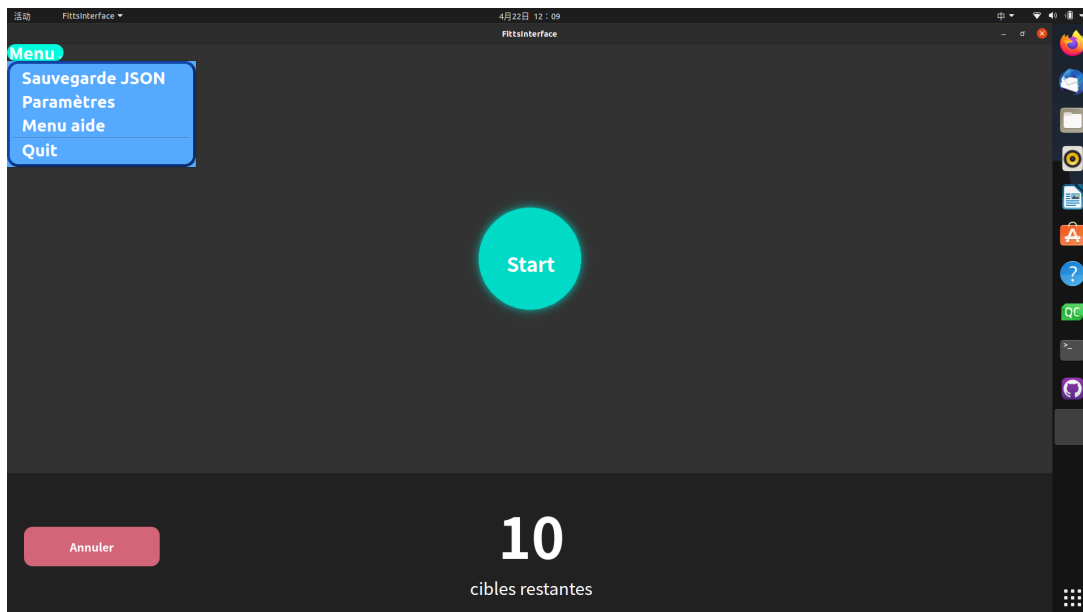 活动 FittsInterface 4月22日 12：09 中
FittsInterface
Menu
Sauvegarde JSON
Paramètres
Menu aide
Quit
Start
QC
Annuler
10
cibles restantes